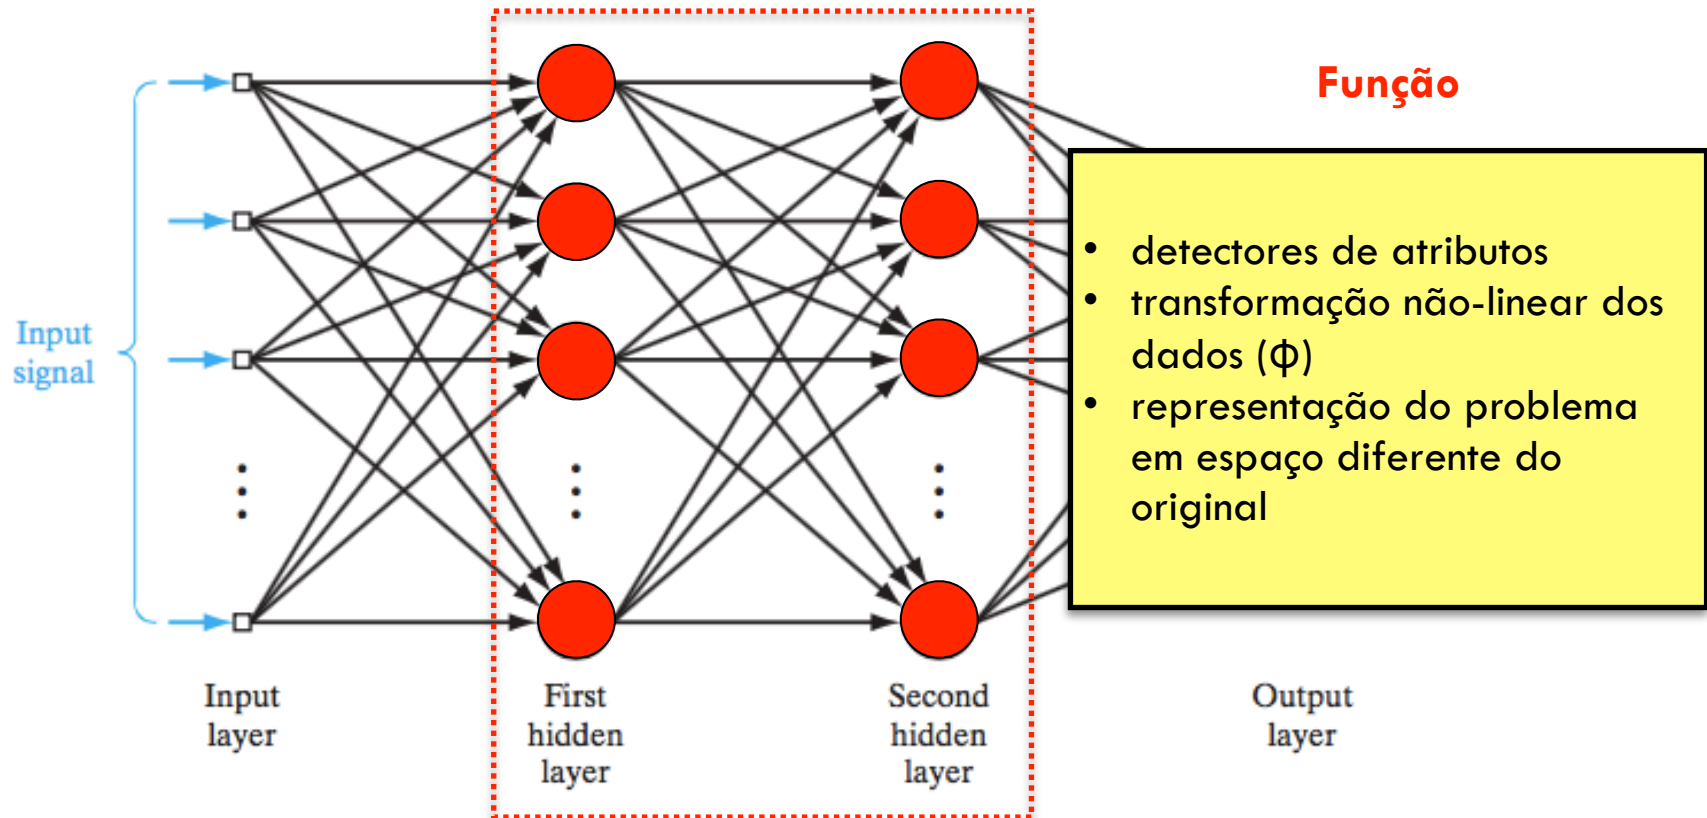 Função
• detectores de atributos
• transformação não-linear dos
dados (Φ)
• representação do problema
em espaço diferente do
original
Input
signal
Input
layer
First
hidden
layer
Second
hidden
layer
Output
layer